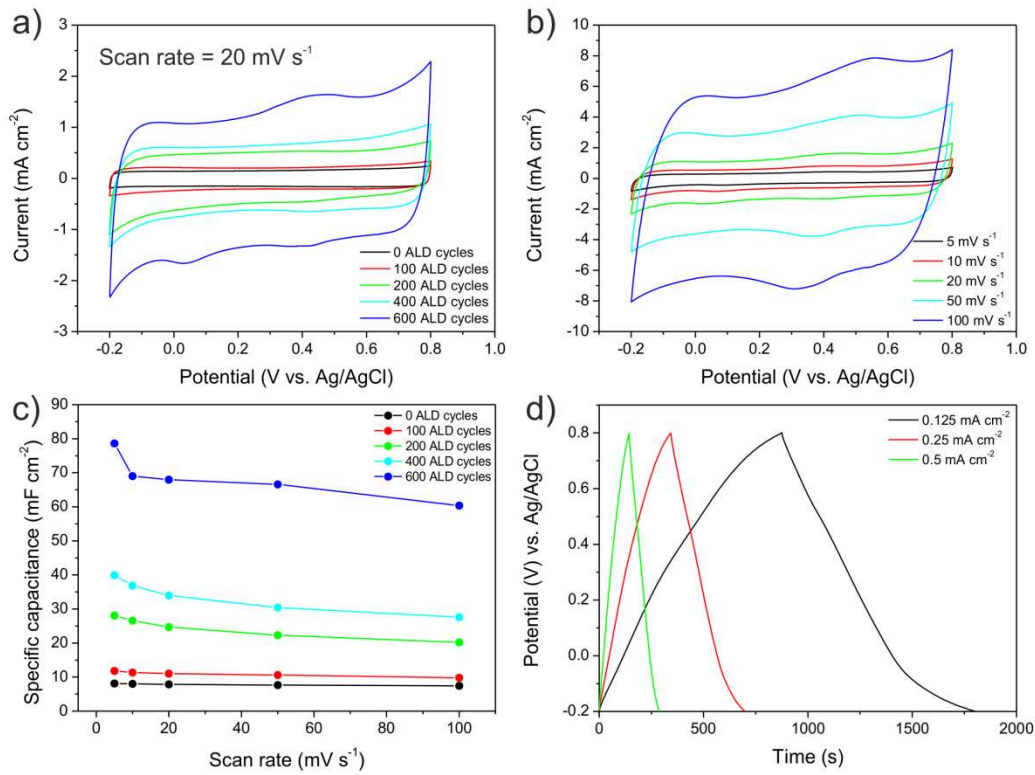 a)
Scan rate = 20 mV s⁻¹
3
2
1
0
-1
-2
-3
Current (mA cm⁻²)
0 ALD cycles
100 ALD cycles
200 ALD cycles
400 ALD cycles
600 ALD cycles
-0.2 0.0 0.2 0.4 0.6 0.8 1.0
Potential (V vs. Ag/AgCl)
b)
10
8
6
4
2
0
-2
-4
-6
-8
-10
Current (mA cm⁻²)
5 mV s⁻¹
10 mV s⁻¹
20 mV s⁻¹
50 mV s⁻¹
100 mV s⁻¹
-0.2 0.0 0.2 0.4 0.6 0.8 1.0
Potential (V vs. Ag/AgCl)
c)
90
80
70
60
50
40
30
20
10
0
Specific capacitance (mF cm⁻²)
0 ALD cycles
100 ALD cycles
200 ALD cycles
400 ALD cycles
600 ALD cycles
0 20 40 60 80 100
Scan rate (mV s⁻¹)
d)
0.8
0.4
0.0
-0.2
Potential (V) vs. Ag/AgCl
0.125 mA cm⁻²
0.25 mA cm⁻²
0.5 mA cm⁻²
0 500 1000 1500 2000
Time (s)